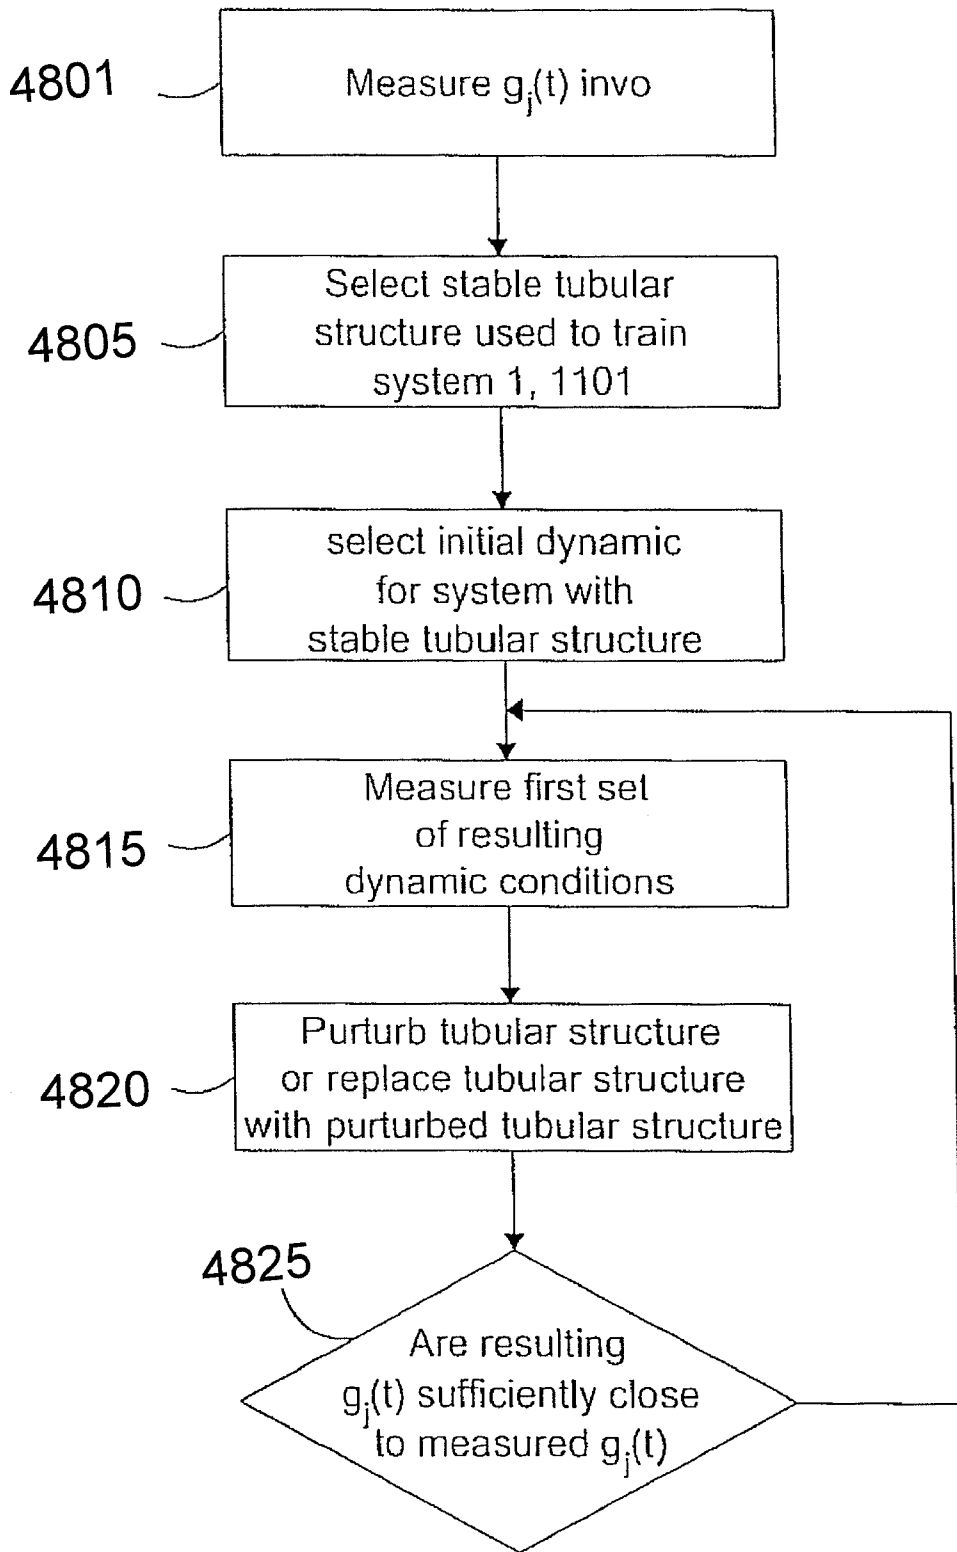 4801
Measure gj(t) invo
4805
Select stable tubular
structure used to train
system 1, 1101
4810
select initial dynamic
for system with
stable tubular structure
4815
Measure first set
of resulting
dynamic conditions
4820
Purturb tubular structure
or replace tubular structure
with purturbed tubular structure
4825
Are resulting
gj(t) sufficiently close
to measured gj(t)